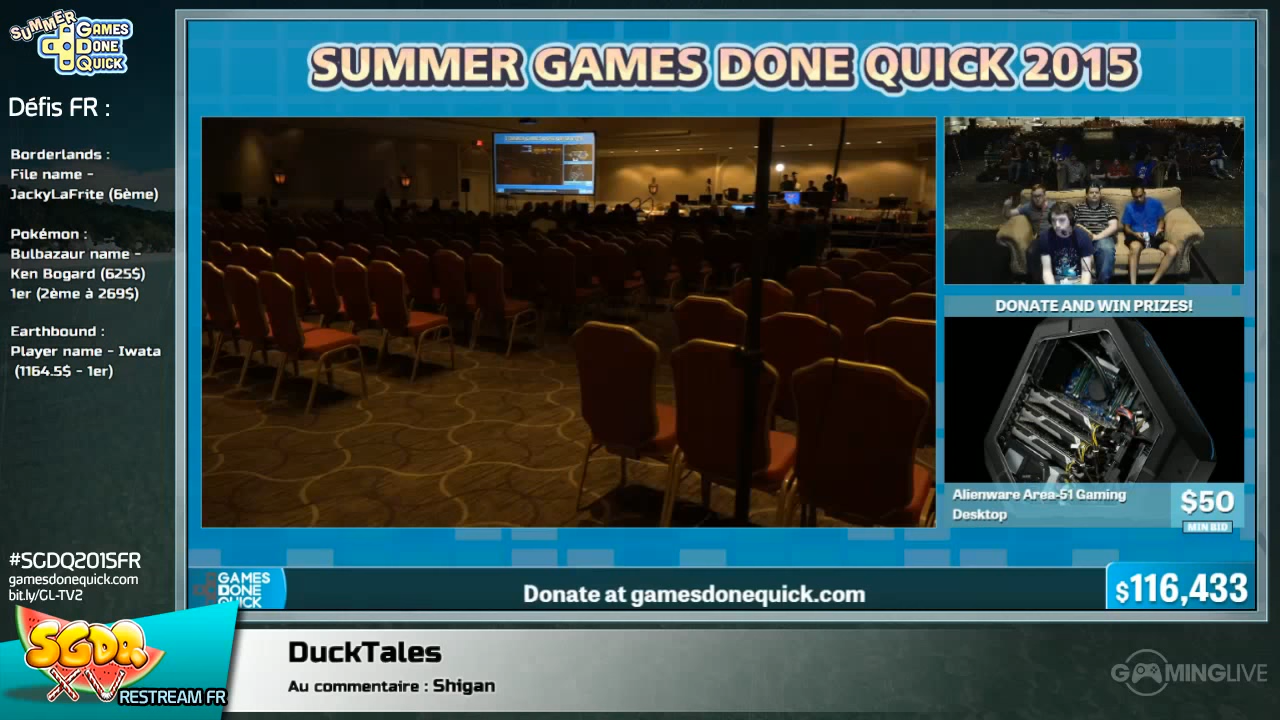 SUMMER
GAMES
DONE
QUICK
Défis FR :
Borderlands :
File name -
JackyLaFrite (6ème)
Pokémon :
Bulbazaur name -
Ken Bogard (625$)
1er (2ème à 269$)
Earthbound :
Player name - Iwata
(1164.5$ - 1er)
#SGDQ2015FR
gamesdonequick.com
bit.ly/GL-TV2
SGDQ
XV
RESTREAM FR
SUMMER GAMES DONE QUICK 2015
DONATE AND WIN PRIZES!
Alienware Area-51 Gaming
Desktop
$50
MIN BID
GAMES
DONE
QUICK
Donate at gamesdonequick.com
$116,433
DuckTales
Au commentaire : Shigan
GAMINGLIVE